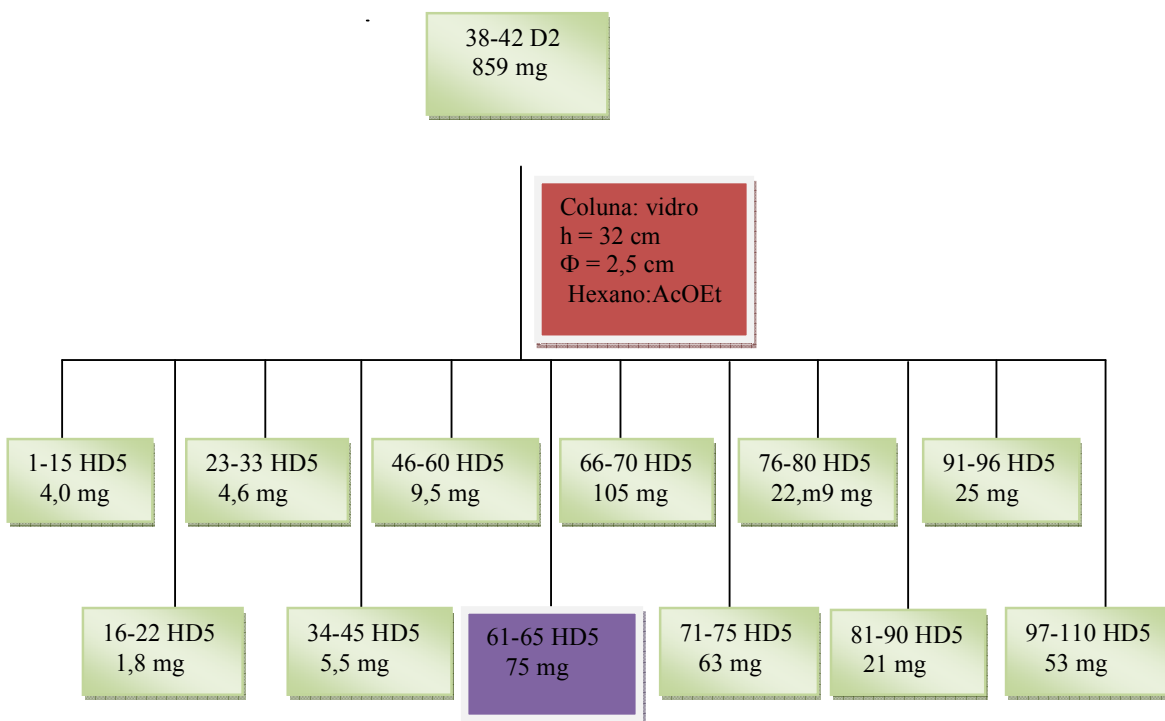 38-42 D2
859 mg
Coluna: vidro
h = 32 cm
Φ = 2,5 cm
Hexano:AcOEt
1-15 HD5
4,0 mg
23-33 HD5
4,6 mg
46-60 HD5
9,5 mg
66-70 HD5
105 mg
76-80 HD5
22,m9 mg
91-96 HD5
25 mg
16-22 HD5
1,8 mg
34-45 HD5
5,5 mg
61-65 HD5
75 mg
71-75 HD5
63 mg
81-90 HD5
21 mg
97-110 HD5
53 mg